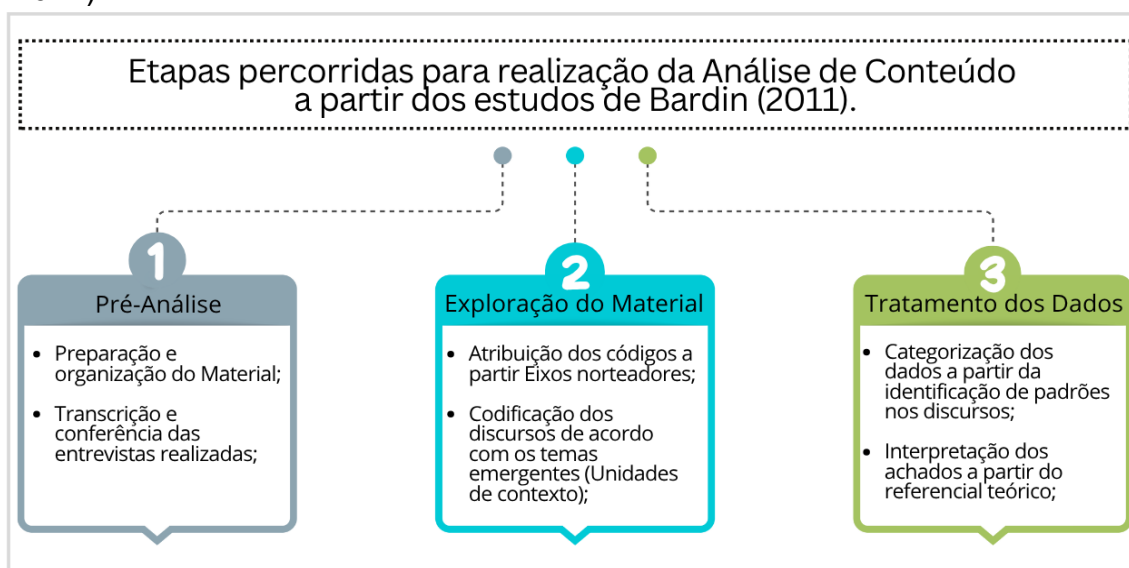 Etapas percorridas para realização da Análise de Conteúdo
a partir dos estudos de Bardin (2011).
1
Pré-Análise
• Preparação e
organização do Material;
• Transcrição e
conferência das
entrevistas realizadas;
2
Exploração do Material
• Atribuição dos códigos a
partir Eixos norteadores;
• Codificação dos
discursos de acordo
com os temas
emergentes (Unidades
de contexto);
3
Tratamento dos Dados
• Categorização dos
dados a partir da
identificação de padrões
nos discursos;
• Interpretação dos
achados a partir do
referencial teórico;